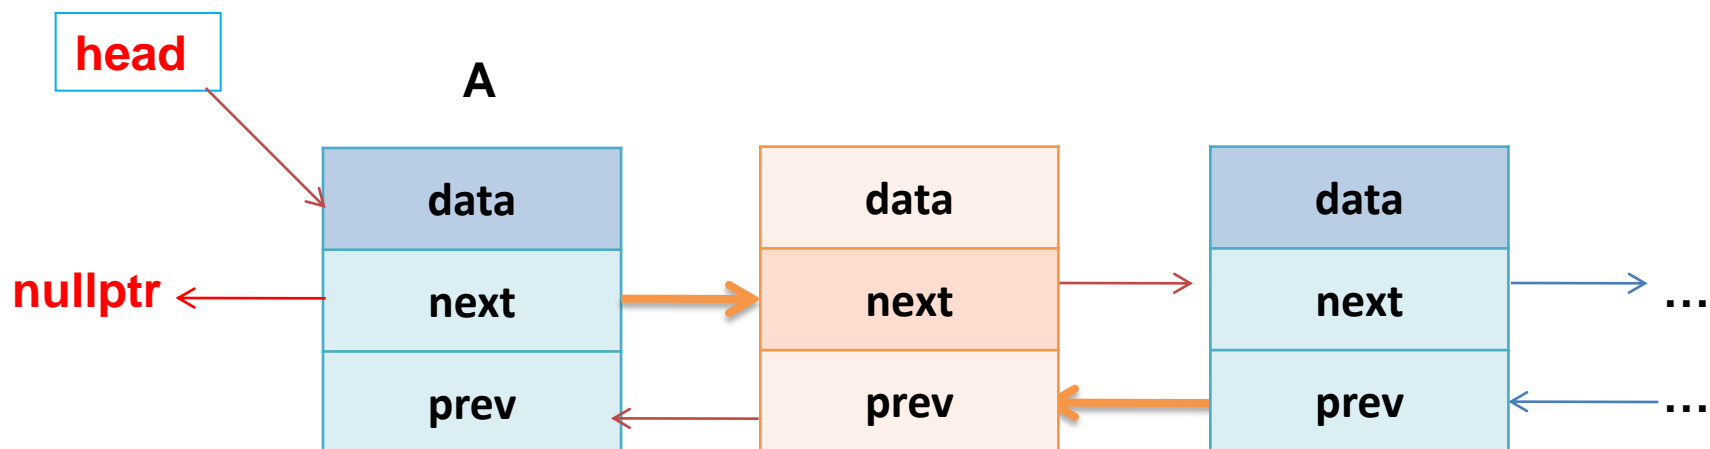 head
A
data data data
nullptr next next next ...
prev prev prev ...